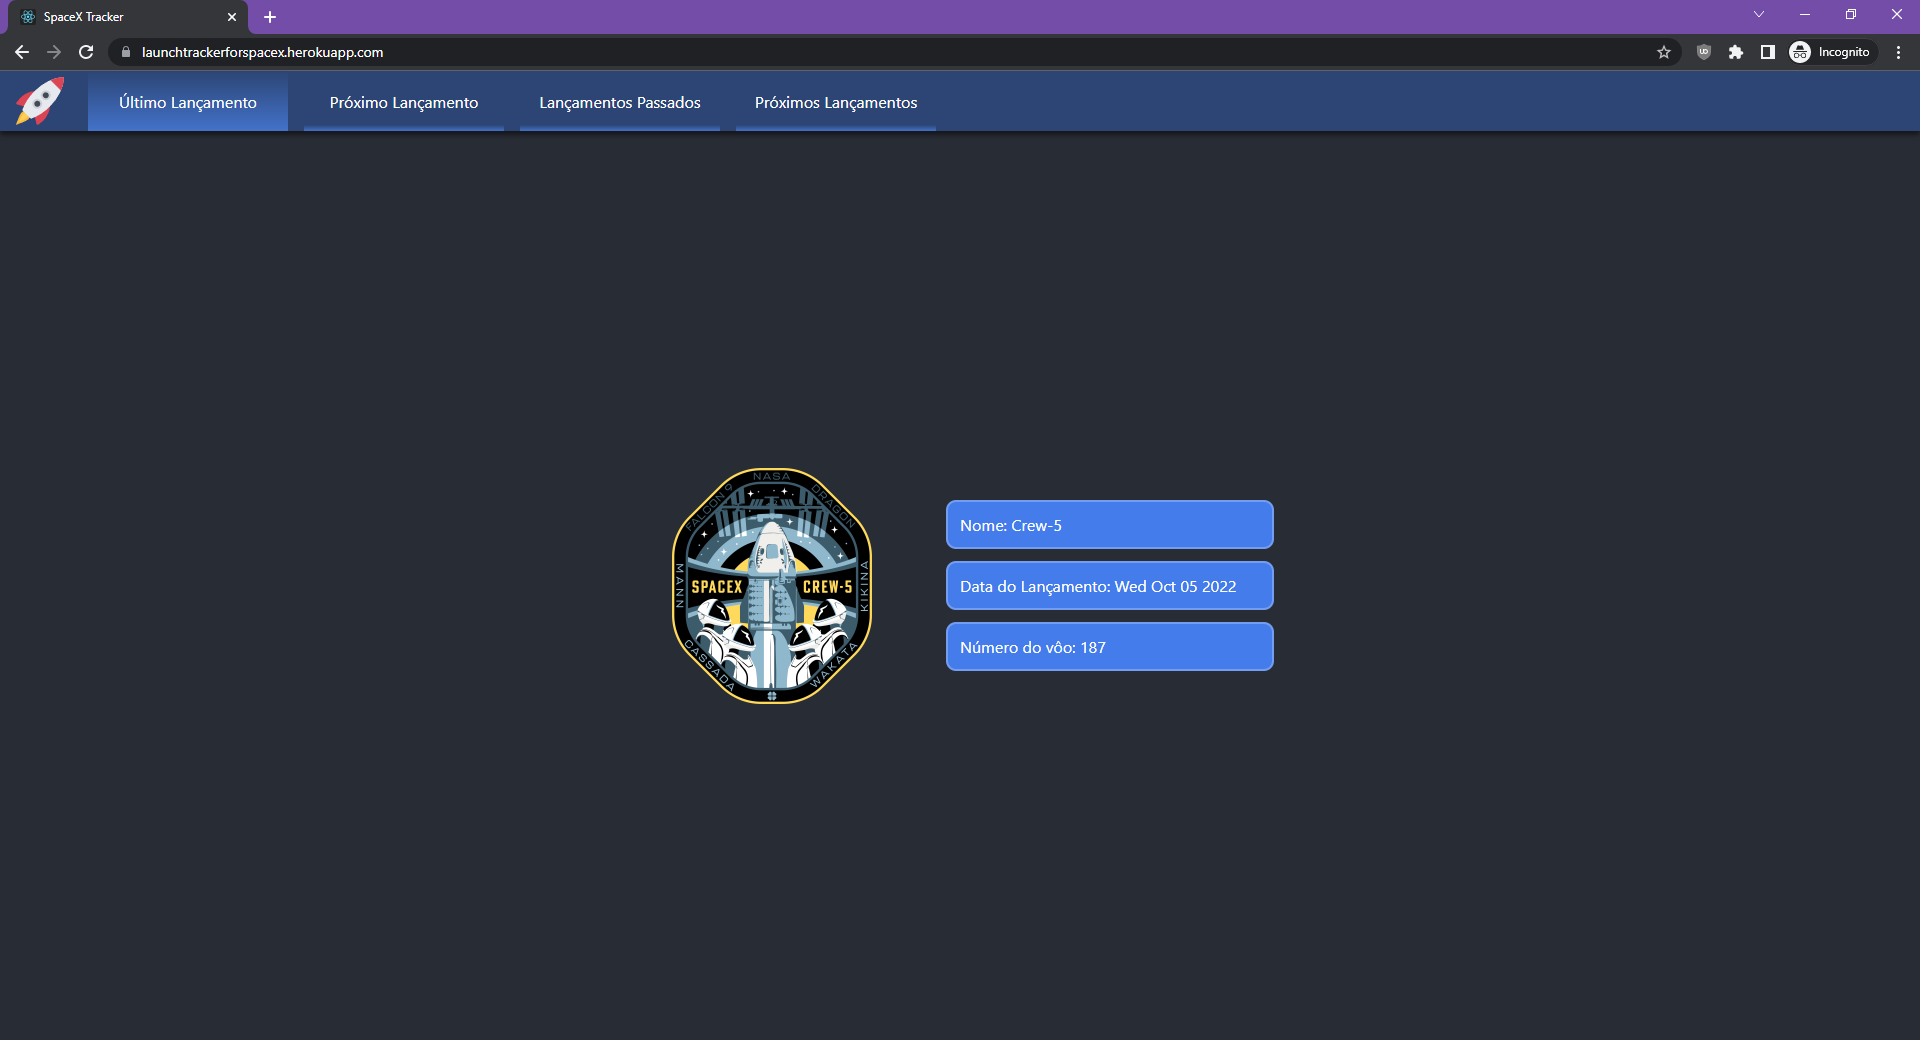 SpaceX Tracker
launchtrackerforspacex.herokuapp.com
Incognito
Último Lançamento
Próximo Lançamento
Lançamentos Passados
Próximos Lançamentos
NASA
FALCON 9
DRAGON
MANN
KIKINA
SPACEX CREW-5
CASSADA
WAKATA
Nome: Crew-5
Data do Lançamento: Wed Oct 05 2022
Número do vôo: 187